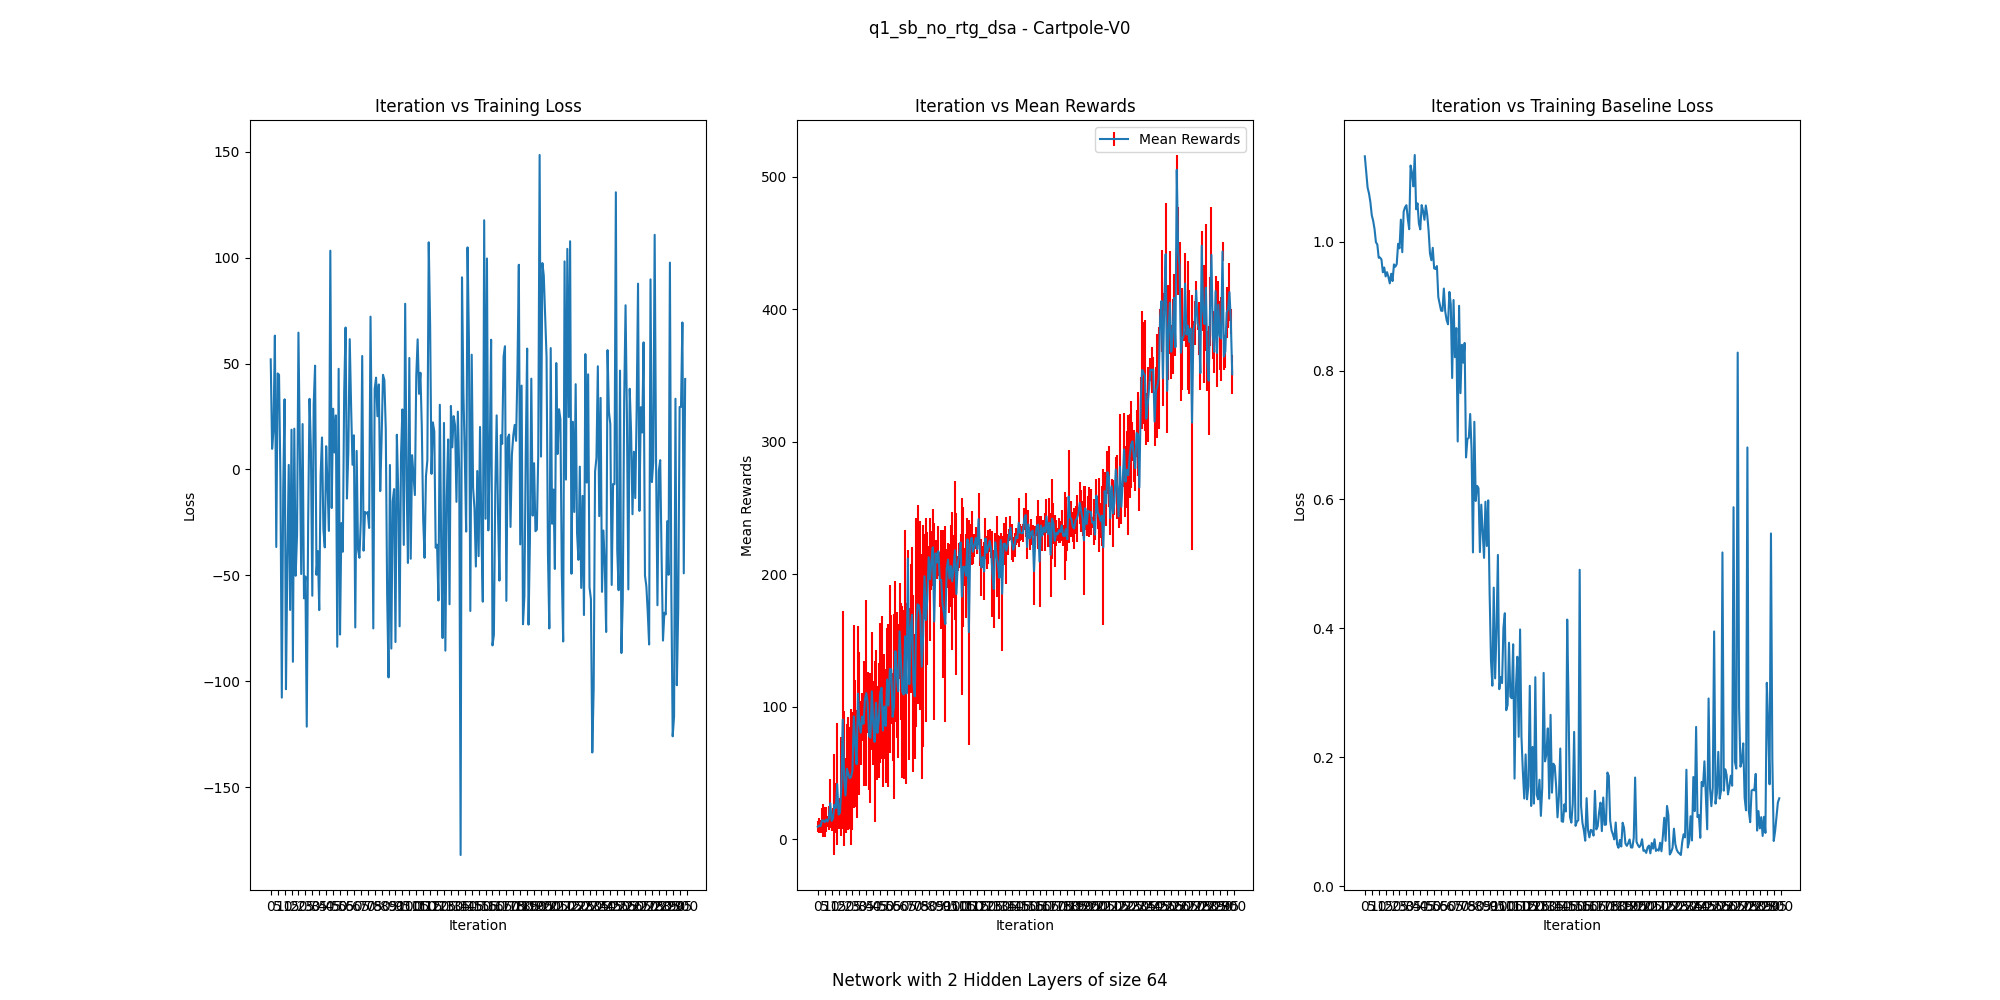 q1_sb_no_rtg_dsa - Cartpole-V0
Iteration vs Training Loss
150
100
50
0
−50
−100
−150
Loss
Iteration
Iteration vs Mean Rewards
Mean Rewards
500
400
300
200
100
0
Mean Rewards
Iteration
Iteration vs Training Baseline Loss
1.0
0.8
0.6
0.4
0.2
0.0
Loss
Iteration
Network with 2 Hidden Layers of size 64